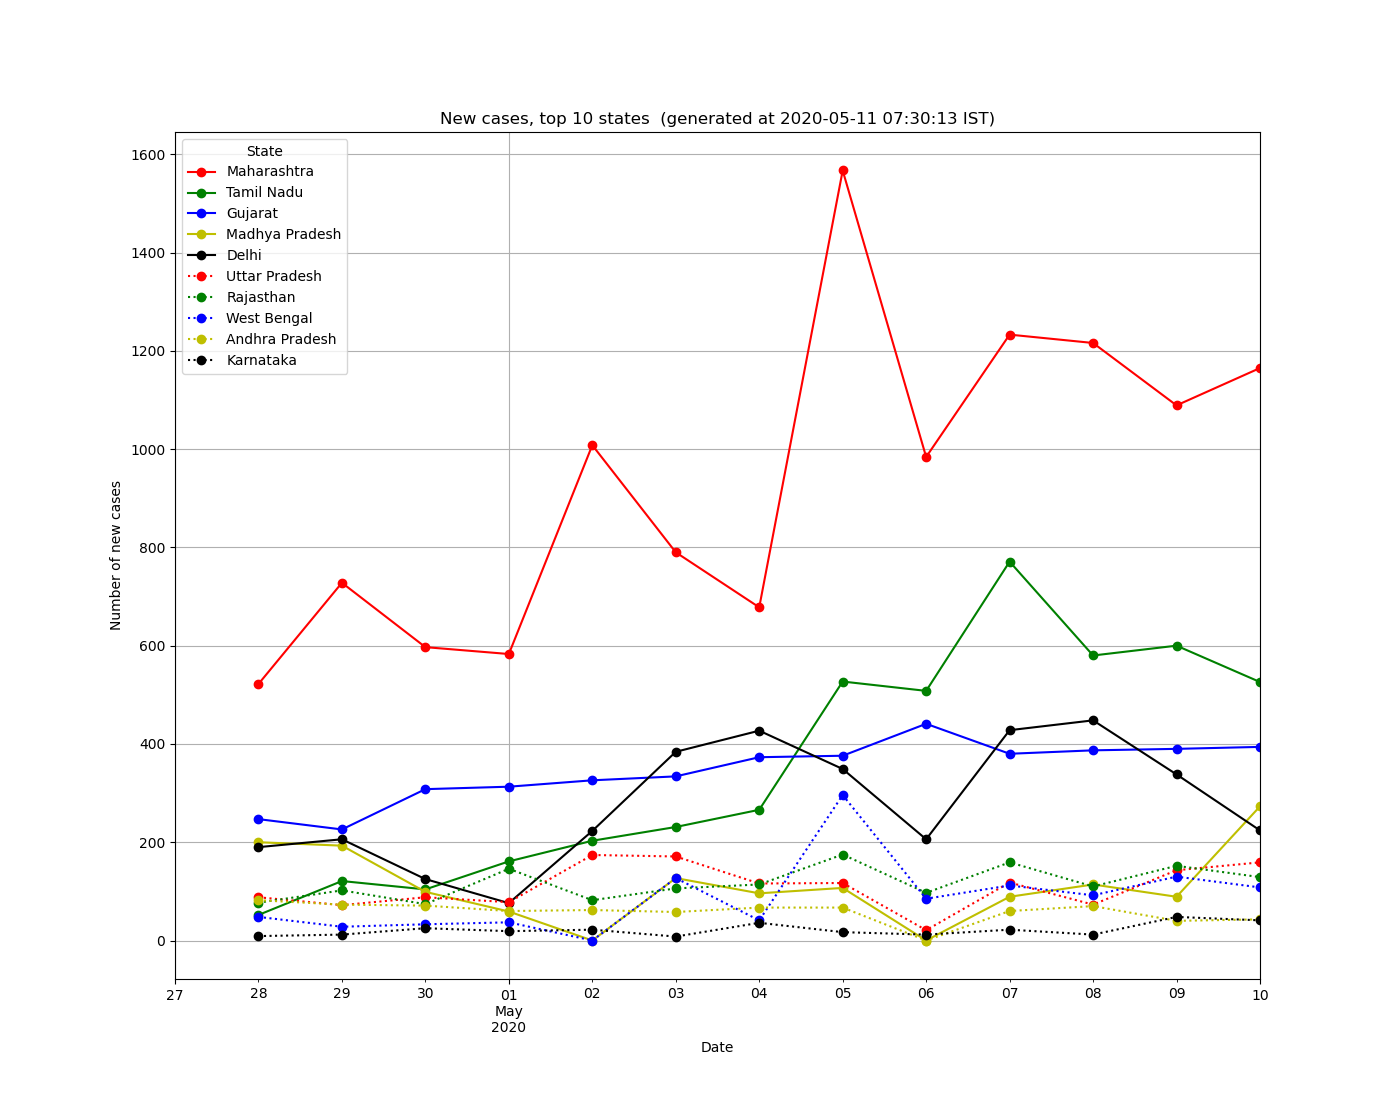 New cases, top 10 states  (generated at 2020-05-11 07:30:13 IST)
State
Maharashtra
Tamil Nadu
Gujarat
Madhya Pradesh
Delhi
Uttar Pradesh
Rajasthan
West Bengal
Andhra Pradesh
Karnataka
1600
1400
1200
1000
800
600
400
200
0
Number of new cases
27 28 29 30 01 02 03 04 05 06 07 08 09 10
May
2020
Date